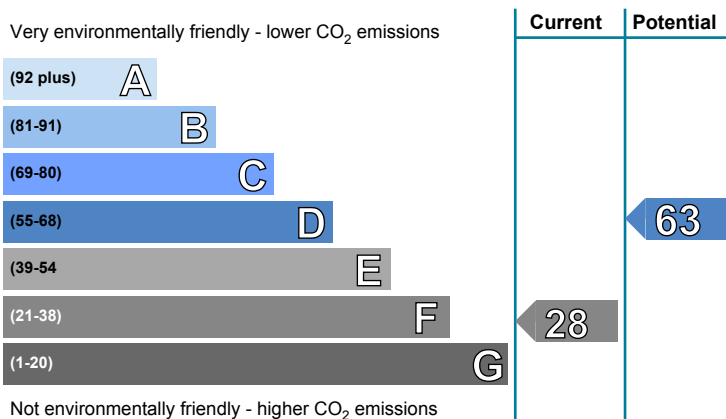 Current Potential
Very environmentally friendly - lower CO2 emissions
(92 plus) A
(81-91) B
(69-80) C
(55-68) D
63
(39-54 E
(21-38) F
28
(1-20) G
Not environmentally friendly - higher CO2 emissions